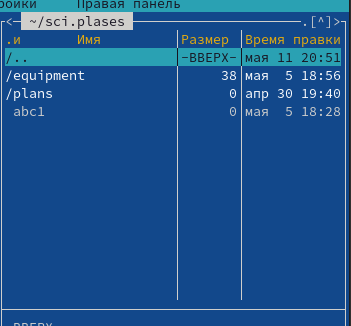 ройки Правая панель
<─ ~/sci.plases ─.[^]>
.и Имя Размер Время правки
/.. -ВВЕРХ- мая 11 20:51
/equipment 38 мая 5 18:56
/plans 0 апр 30 19:40
abc1 0 мая 5 18:28
-ВВЕРХ-